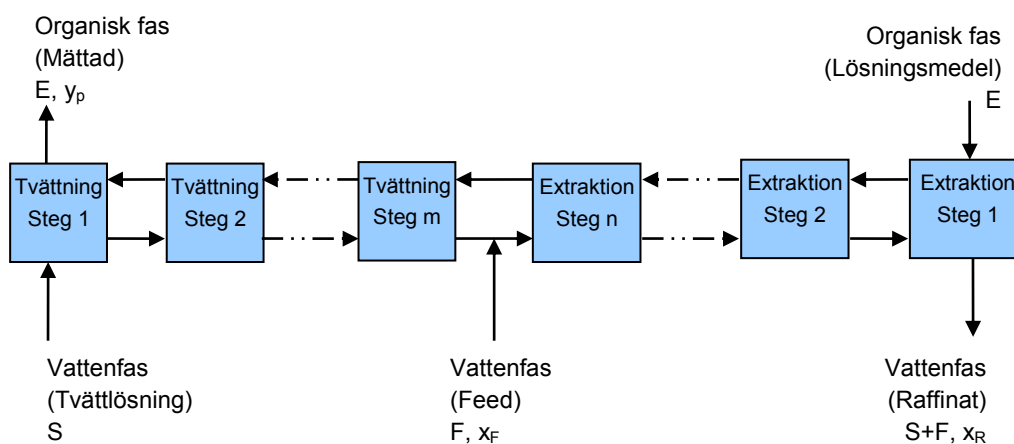 Organisk fas
(Mättad)
E, yp
Organisk fas
(Lösningsmedel)
E
Tvättning
Steg 1
Tvättning
Steg 2
Tvättning
Steg m
Extraktion
Steg n
Extraktion
Steg 2
Extraktion
Steg 1
Vattenfas
(Tvättlösning)
S
Vattenfas
(Feed)
F, xF
Vattenfas
(Raffinat)
S+F, xR